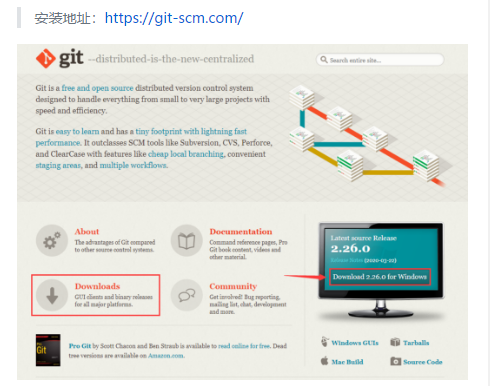 安装地址：https://git-scm.com/
git --distributed-is-the-new-centralized
Search entire site...
Git is a free and open source distributed version control system
designed to handle everything from small to very large projects with
speed and efficiency.
Git is easy to learn and has a tiny footprint with lightning fast
performance. It outclasses SCM tools like Subversion, CVS, Perforce,
and ClearCase with features like cheap local branching, convenient
staging areas, and multiple workflows.
About
The advantages of Git compared
to other source control systems.
Documentation
Command reference pages, Pro
Git book content, videos and
other material.
Downloads
GUI clients and binary releases
for all major platforms.
Community
Get involved! Bug reporting,
mailing list, chat, development
and more.
Latest source Release
2.26.0
Release Notes (2020-03-22)
Download 2.26.0 for Windows
Pro Git by Scott Chacon and Ben Straub is available to read online for free. Dead
tree versions are available on Amazon.com.
Windows GUIs
Tarballs
Mac Build
Source Code